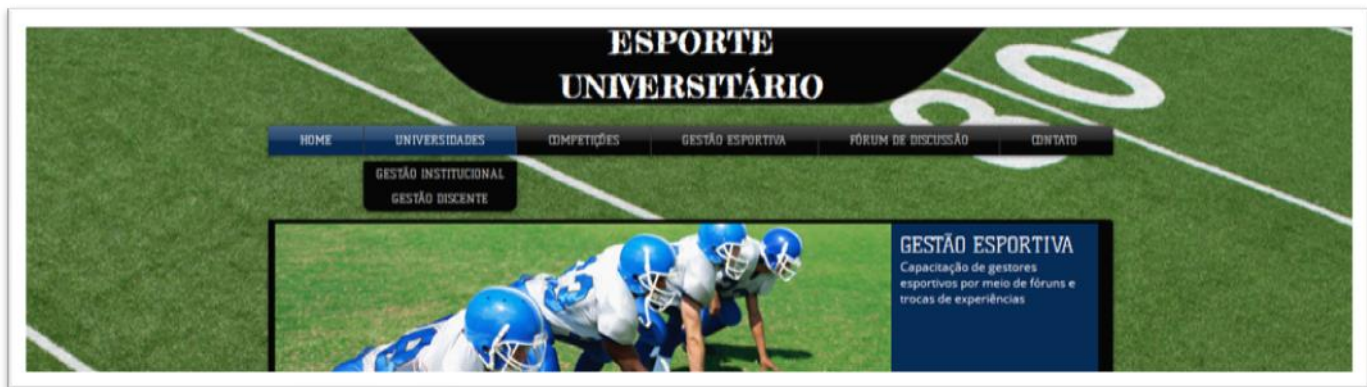 ESPORTE
UNIVERSITÁRIO
HOME UNIVERSIDADES COMPETIÇÕES GESTÃO ESPORTIVA FÓRUM DE DISCUSSÃO CONTATO
GESTÃO INSTITUCIONAL
GESTÃO DISCENTE
GESTÃO ESPORTIVA
Capacitação de gestores
esportivos por meio de fóruns e
trocas de experiências